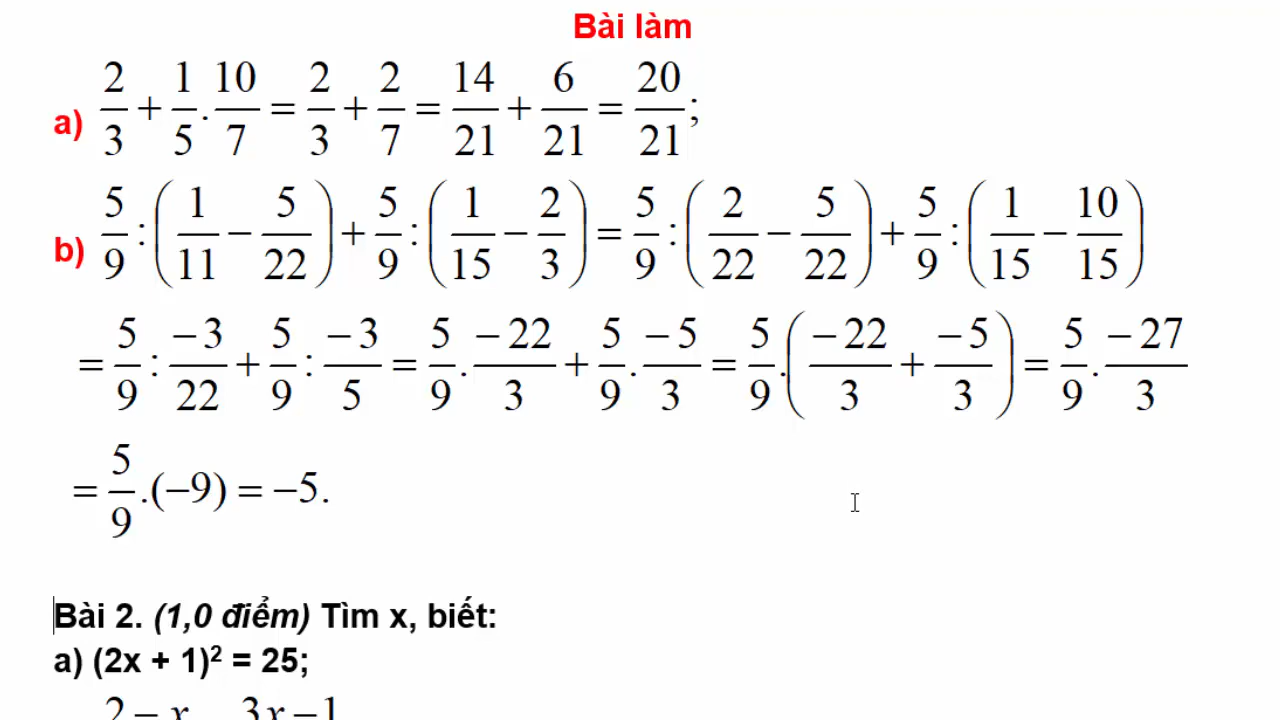 Bài làm
a) 2/3 + 1/5 . 10/7 = 2/3 + 2/7 = 14/21 + 6/21 = 20/21;
b) 5/9 : (1/11 − 5/22) + 5/9 : (1/15 − 2/3) = 5/9 : (2/22 − 5/22) + 5/9 : (1/15 − 10/15)
= 5/9 : −3/22 + 5/9 : −3/5 = 5/9 . −22/3 + 5/9 . −5/3 = 5/9 . (−22/3 + −5/3) = 5/9 . −27/3
= 5/9 . (−9) = −5.
Bài 2. (1,0 điểm) Tìm x, biết:
a) (2x + 1)² = 25;
2 − x 3x − 1